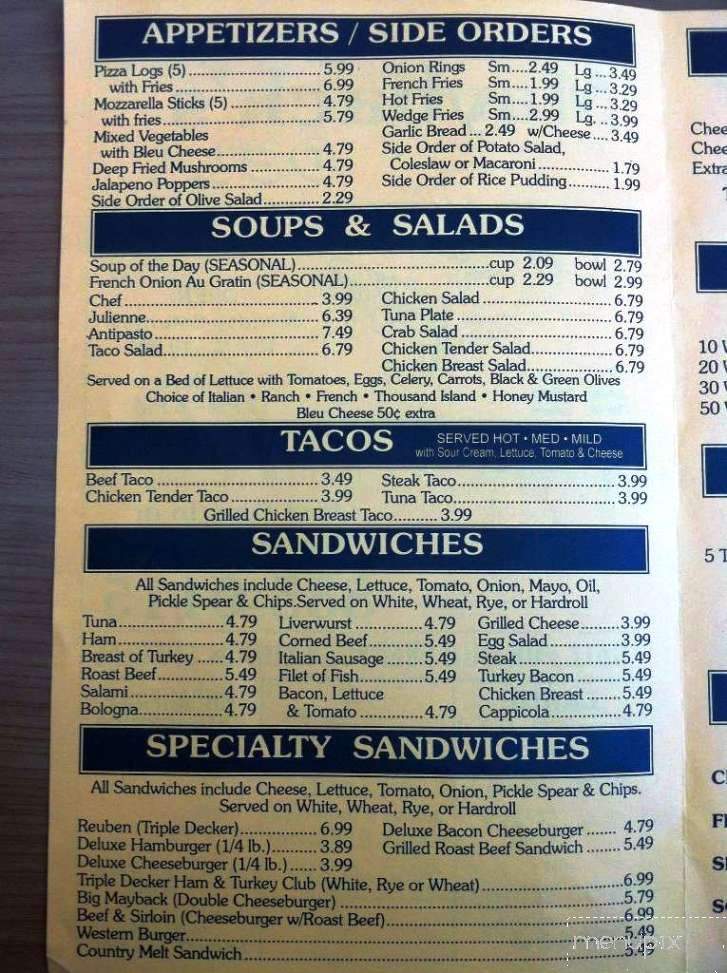 APPETIZERS / SIDE ORDERS
Pizza Logs (5) 5.99
with Fries 6.99
Mozzarella Sticks (5) 4.79
with fries 5.79
Mixed Vegetables
with Bleu Cheese 4.79
Deep Fried Mushrooms 4.79
Jalapeno Poppers 4.79
Side Order of Olive Salad 2.29
Onion Rings Sm....2.49 Lg ...3.49
French Fries Sm....1.99 Lg ...3.29
Hot Fries Sm....1.99 Lg ...3.29
Wedge Fries Sm....2.99 Lg. ..3.99
Garlic Bread ... 2.49 w/Cheese.... 3.49
Side Order of Potato Salad,
Coleslaw or Macaroni 1.79
Side Order of Rice Pudding 1.99
SOUPS & SALADS
Soup of the Day (SEASONAL) cup 2.09 bowl 2.79
French Onion Au Gratin (SEASONAL) cup 2.29 bowl 2.99
Chef 3.99
Julienne 6.39
Antipasto 7.49
Taco Salad 6.79
Chicken Salad 6.79
Tuna Plate 6.79
Crab Salad 6.79
Chicken Tender Salad 6.79
Chicken Breast Salad 6.79
Served on a Bed of Lettuce with Tomatoes, Eggs, Celery, Carrots, Black & Green Olives
Choice of Italian • Ranch • French • Thousand Island • Honey Mustard
Bleu Cheese 50¢ extra
TACOS
SERVED HOT • MED • MILD
with Sour Cream, Lettuce, Tomato & Cheese
Beef Taco 3.49
Chicken Tender Taco 3.99
Steak Taco 3.99
Tuna Taco 3.99
Grilled Chicken Breast Taco 3.99
SANDWICHES
All Sandwiches include Cheese, Lettuce, Tomato, Onion, Mayo, Oil,
Pickle Spear & Chips.Served on White, Wheat, Rye, or Hardroll
Tuna 4.79
Ham 4.79
Breast of Turkey 4.79
Roast Beef 5.49
Salami 4.79
Bologna 4.79
Liverwurst 4.79
Corned Beef 5.49
Italian Sausage 5.49
Filet of Fish 5.49
Bacon, Lettuce
& Tomato 4.79
Grilled Cheese 3.99
Egg Salad 3.99
Steak 5.49
Turkey Bacon 5.49
Chicken Breast 5.49
Cappicola 4.79
SPECIALTY SANDWICHES
All Sandwiches include Cheese, Lettuce, Tomato, Onion, Pickle Spear & Chips.
Served on White, Wheat, Rye, or Hardroll
Reuben (Triple Decker) 6.99
Deluxe Hamburger (1/4 lb.) 3.89
Deluxe Cheeseburger (1/4 lb.) 3.99
Deluxe Bacon Cheeseburger 4.79
Grilled Roast Beef Sandwich 5.49
Triple Decker Ham & Turkey Club (White, Rye or Wheat) 6.99
Big Mayback (Double Cheeseburger) 5.79
Beef & Sirloin (Cheeseburger w/Roast Beef) 6.99
Western Burger 5.49
Country Melt Sandwich 5.49
menupix
Extra
10
20
30
50
5